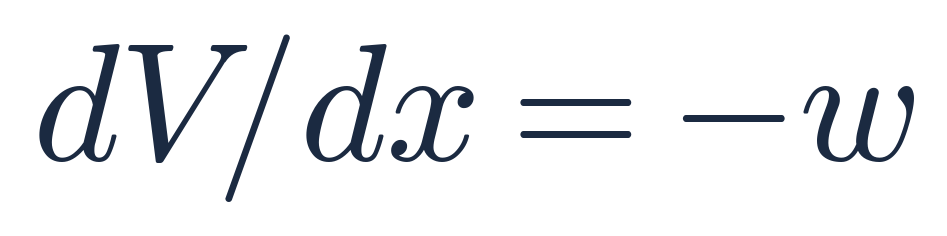 dV/dx = −w